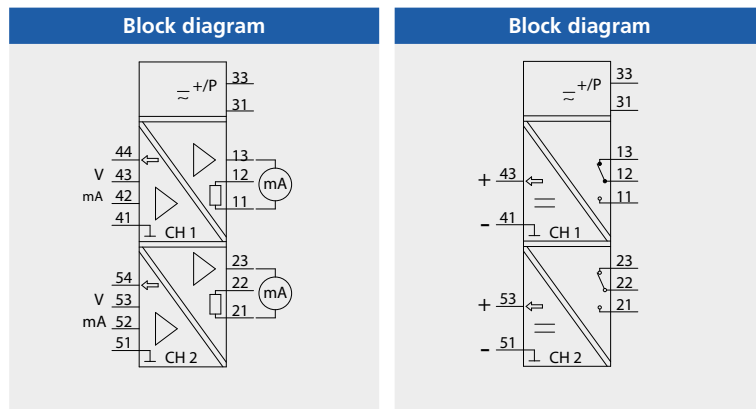 Block diagram
+/P
33
31
44
13
V
43
12
mA
mA
42
11
41
CH 1
54
23
V
53
22
mA
mA
52
21
51
CH 2
Block diagram
+/P
33
31
13
+ 43
12
11
- 41
CH 1
23
22
+ 53
21
- 51
CH 2